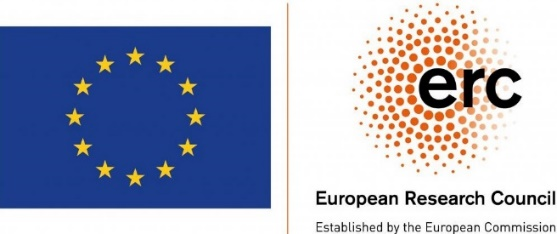 erc
European Research Council
Established by the European Commission